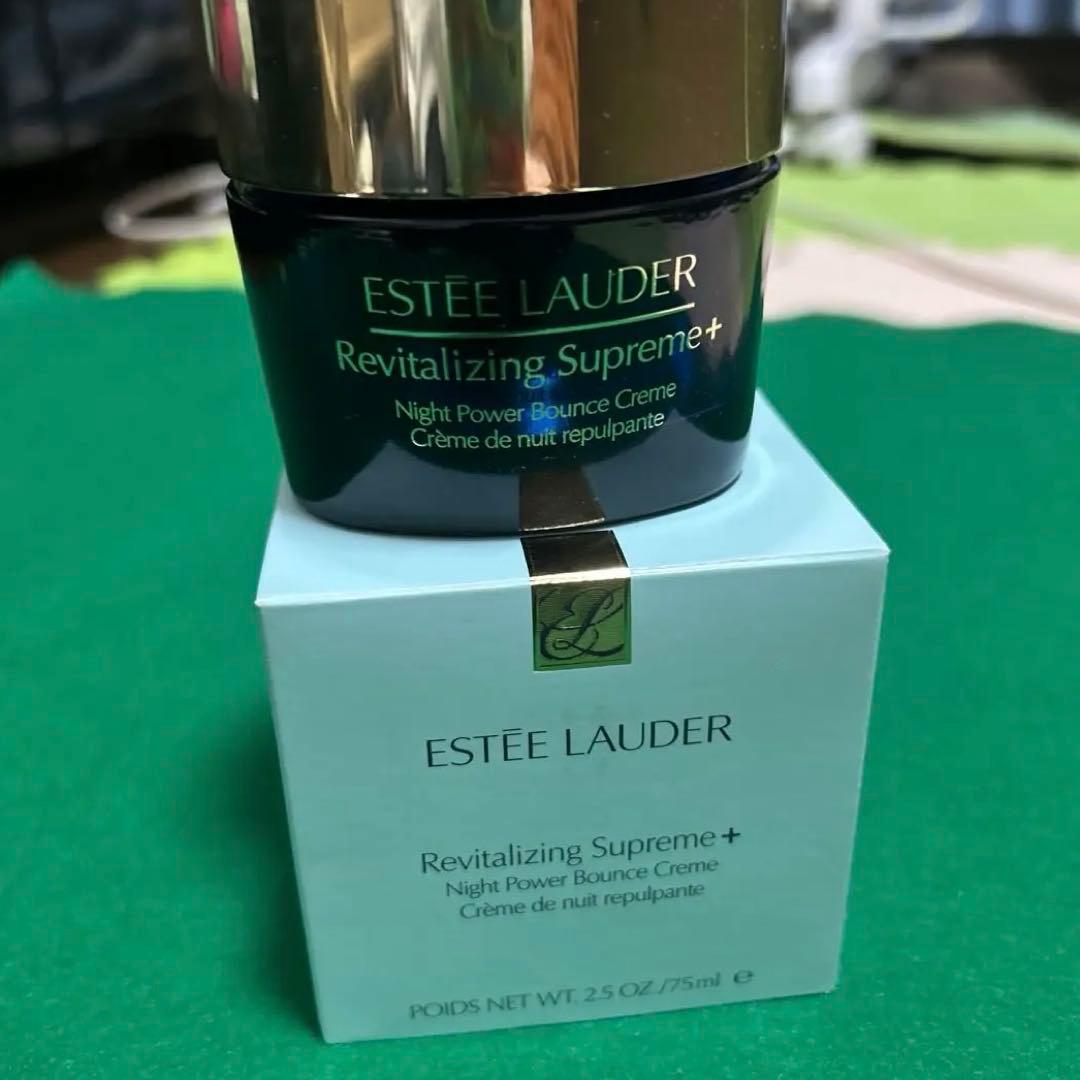 ESTĒE LAUDER
Revitalizing Supreme+
Night Power Bounce Creme
Crème de nuit repulpante
EL
ESTĒE LAUDER
Revitalizing Supreme+
Night Power Bounce Creme
Crème de nuit repulpante
POIDS NET WT. 2.5 OZ./75ml ℮